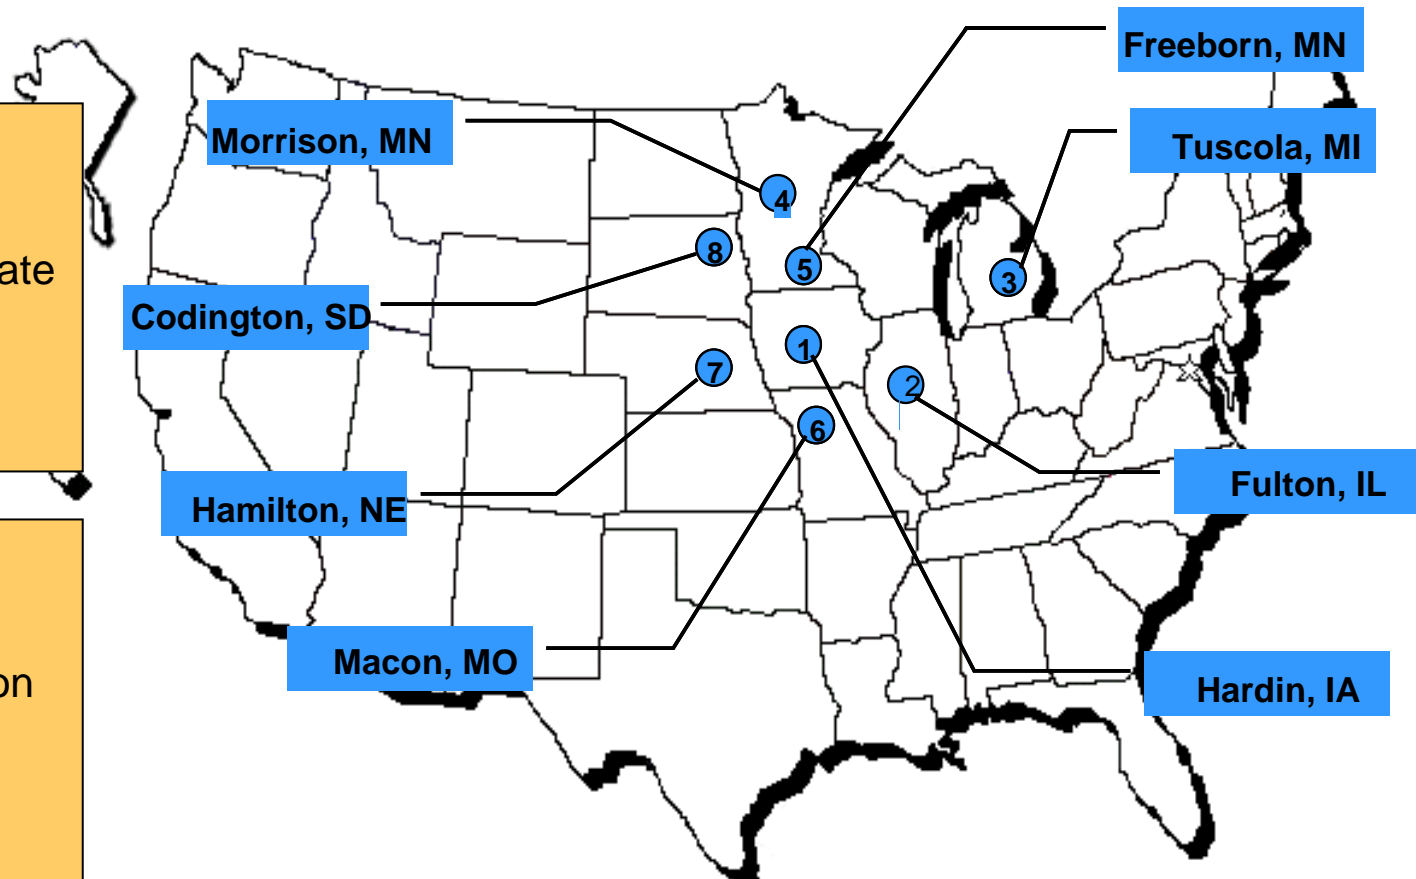 Freeborn, MN
Morrison, MN
Tuscola, MI
4
8
5
3
ate
Codington, SD
1
7
2
6
Fulton, IL
Hamilton, NE
Macon, MO
on
Hardin, IA